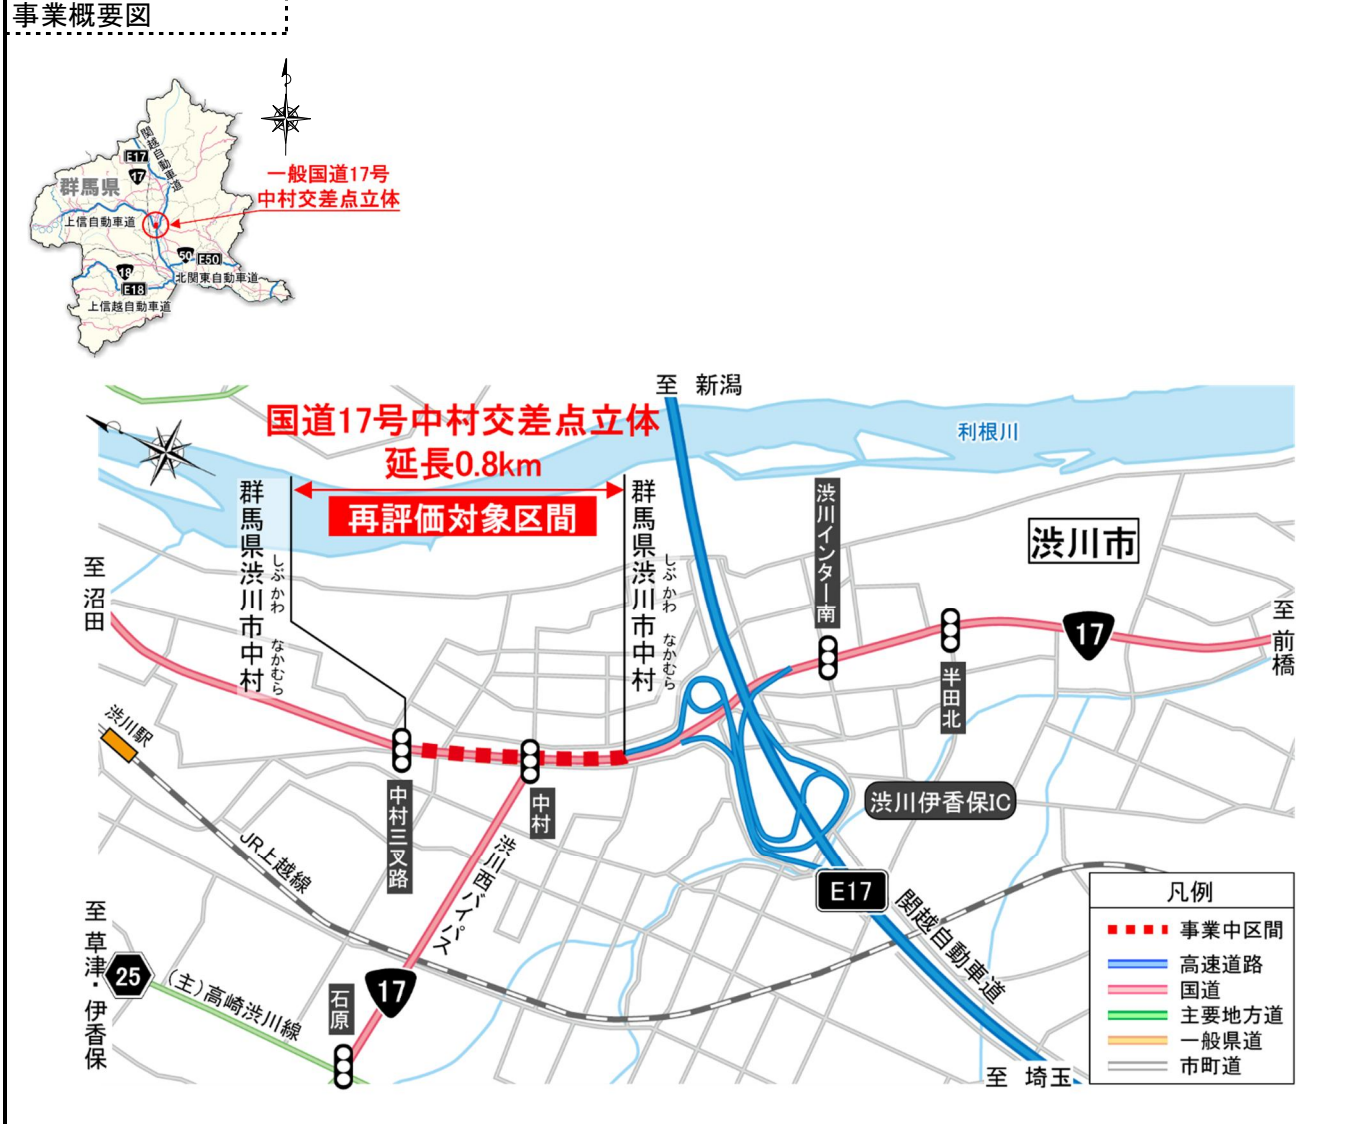 事業概要図
関越自動車道
E17
17
群馬県
上信自動車道
一般国道17号
中村交差点立体
50
E50
18
E18
北関東自動車道
上信越自動車道
至 新潟
国道17号中村交差点立体
延長0.8km
再評価対象区間
利根川
群馬県渋川市中村
しぶかわ
なかむら
群馬県渋川市中村
しぶかわ
なかむら
渋川インター南
渋川市
至 沼田
17
至 前橋
半田北
渋川駅
中村三叉路
中村
渋川伊香保IC
JR上越線
渋川西バイパス
E17
関越自動車道
至 草津・伊香保
25
(主)高崎渋川線
17
石原
至 埼玉
凡例
事業中区間
高速道路
国道
主要地方道
一般県道
市町道